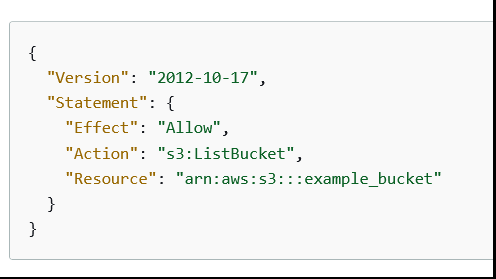 {
  "Version": "2012-10-17",
  "Statement": {
    "Effect": "Allow",
    "Action": "s3:ListBucket",
    "Resource": "arn:aws:s3:::example_bucket"
  }
}